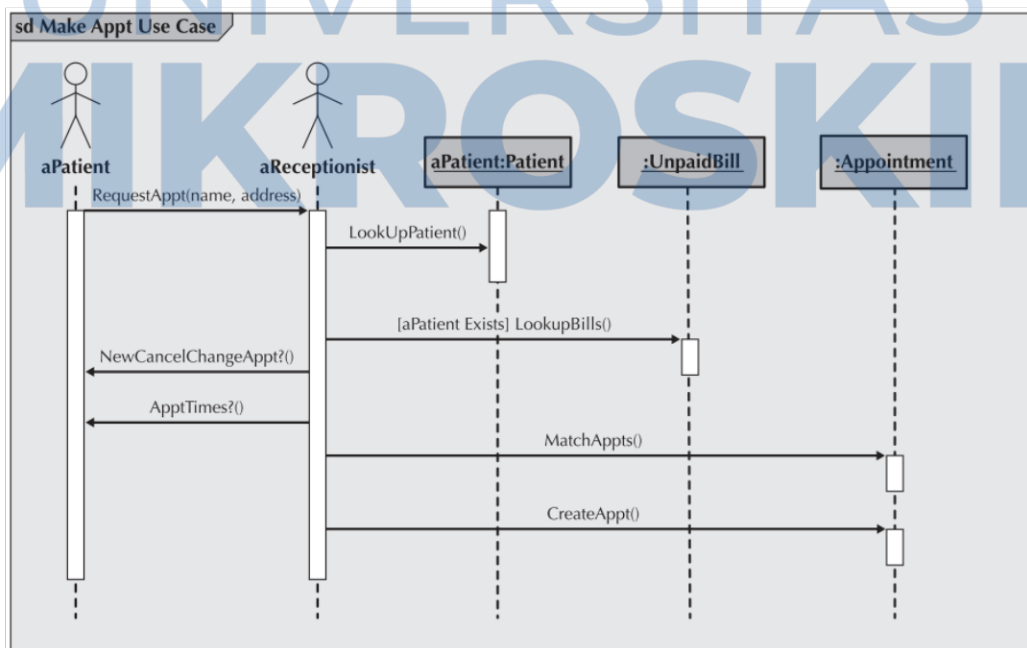 UNIVERSITAS
MIKROSKIL
sd Make Appt Use Case
aPatient
aReceptionist
aPatient:Patient
:UnpaidBill
:Appointment
RequestAppt(name, address)
LookUpPatient()
[aPatient Exists] LookupBills()
NewCancelChangeAppt?()
ApptTimes?()
MatchAppts()
CreateAppt()